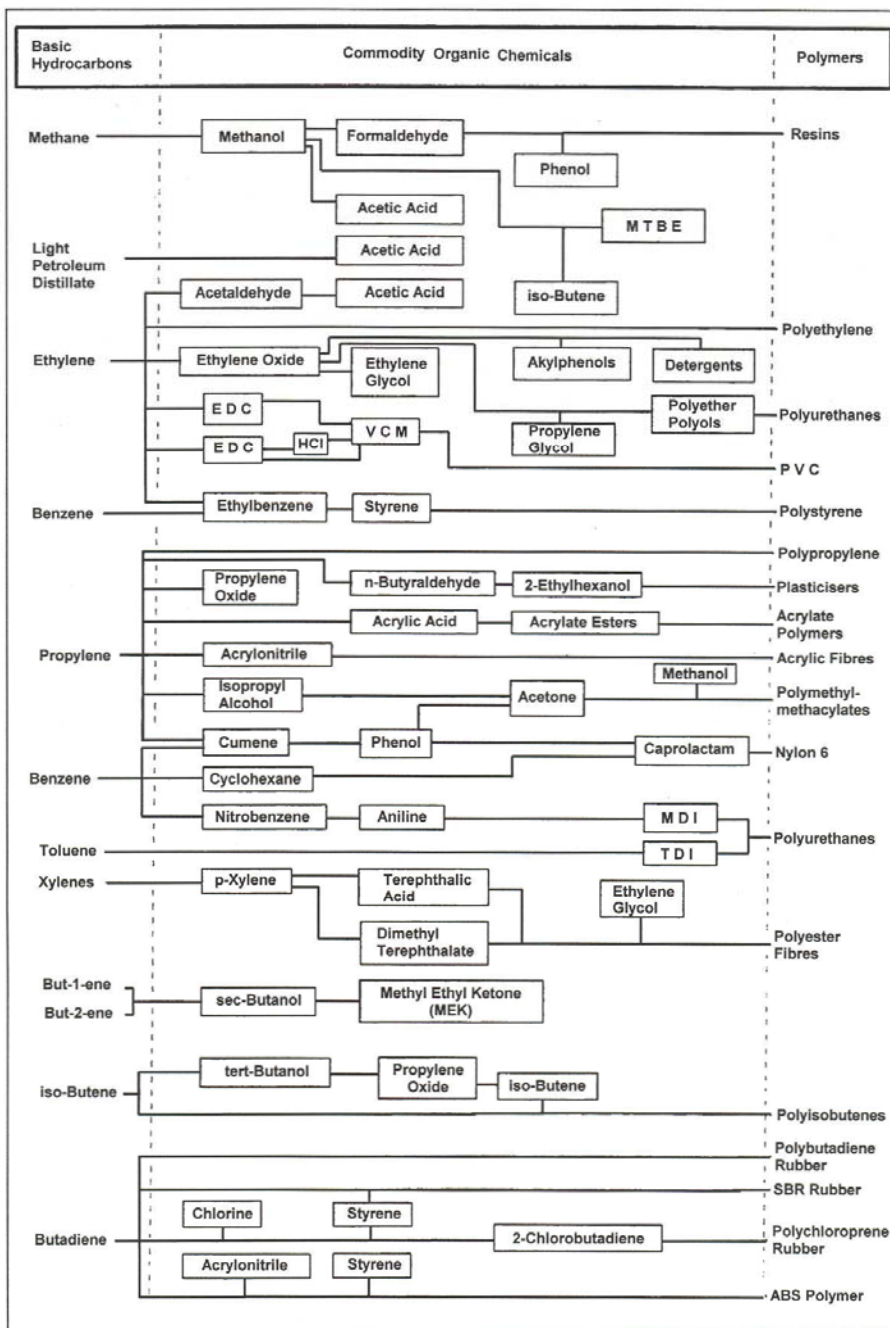 Basic
Hydrocarbons
Commodity Organic Chemicals
Polymers
Methane
Methanol
Formaldehyde
Resins
Phenol
Acetic Acid
M T B E
Light
Petroleum
Distillate
Acetic Acid
Acetaldehyde
Acetic Acid
iso-Butene
Polyethylene
Ethylene
Ethylene Oxide
Ethylene
Glycol
Akylphenols
Detergents
E D C
V C M
Propylene
Glycol
Polyether
Polyols
Polyurethanes
E D C
HCl
P V C
Benzene
Ethylbenzene
Styrene
Polystyrene
Polypropylene
Propylene
Oxide
n-Butyraldehyde
2-Ethylhexanol
Plasticisers
Acrylic Acid
Acrylate Esters
Acrylate
Polymers
Propylene
Acrylonitrile
Acrylic Fibres
Isopropyl
Alcohol
Acetone
Methanol
Polymethyl-
methacylates
Cumene
Phenol
Caprolactam
Nylon 6
Benzene
Cyclohexane
Nitrobenzene
Aniline
M D I
Polyurethanes
Toluene
T D I
Xylenes
p-Xylene
Terephthalic
Acid
Ethylene
Glycol
Dimethyl
Terephthalate
Polyester
Fibres
But-1-ene
But-2-ene
sec-Butanol
Methyl Ethyl Ketone
(MEK)
iso-Butene
tert-Butanol
Propylene
Oxide
iso-Butene
Polyisobutenes
Polybutadiene
Rubber
SBR Rubber
Butadiene
Chlorine
Styrene
2-Chlorobutadiene
Polychloroprene
Rubber
Acrylonitrile
Styrene
ABS Polymer